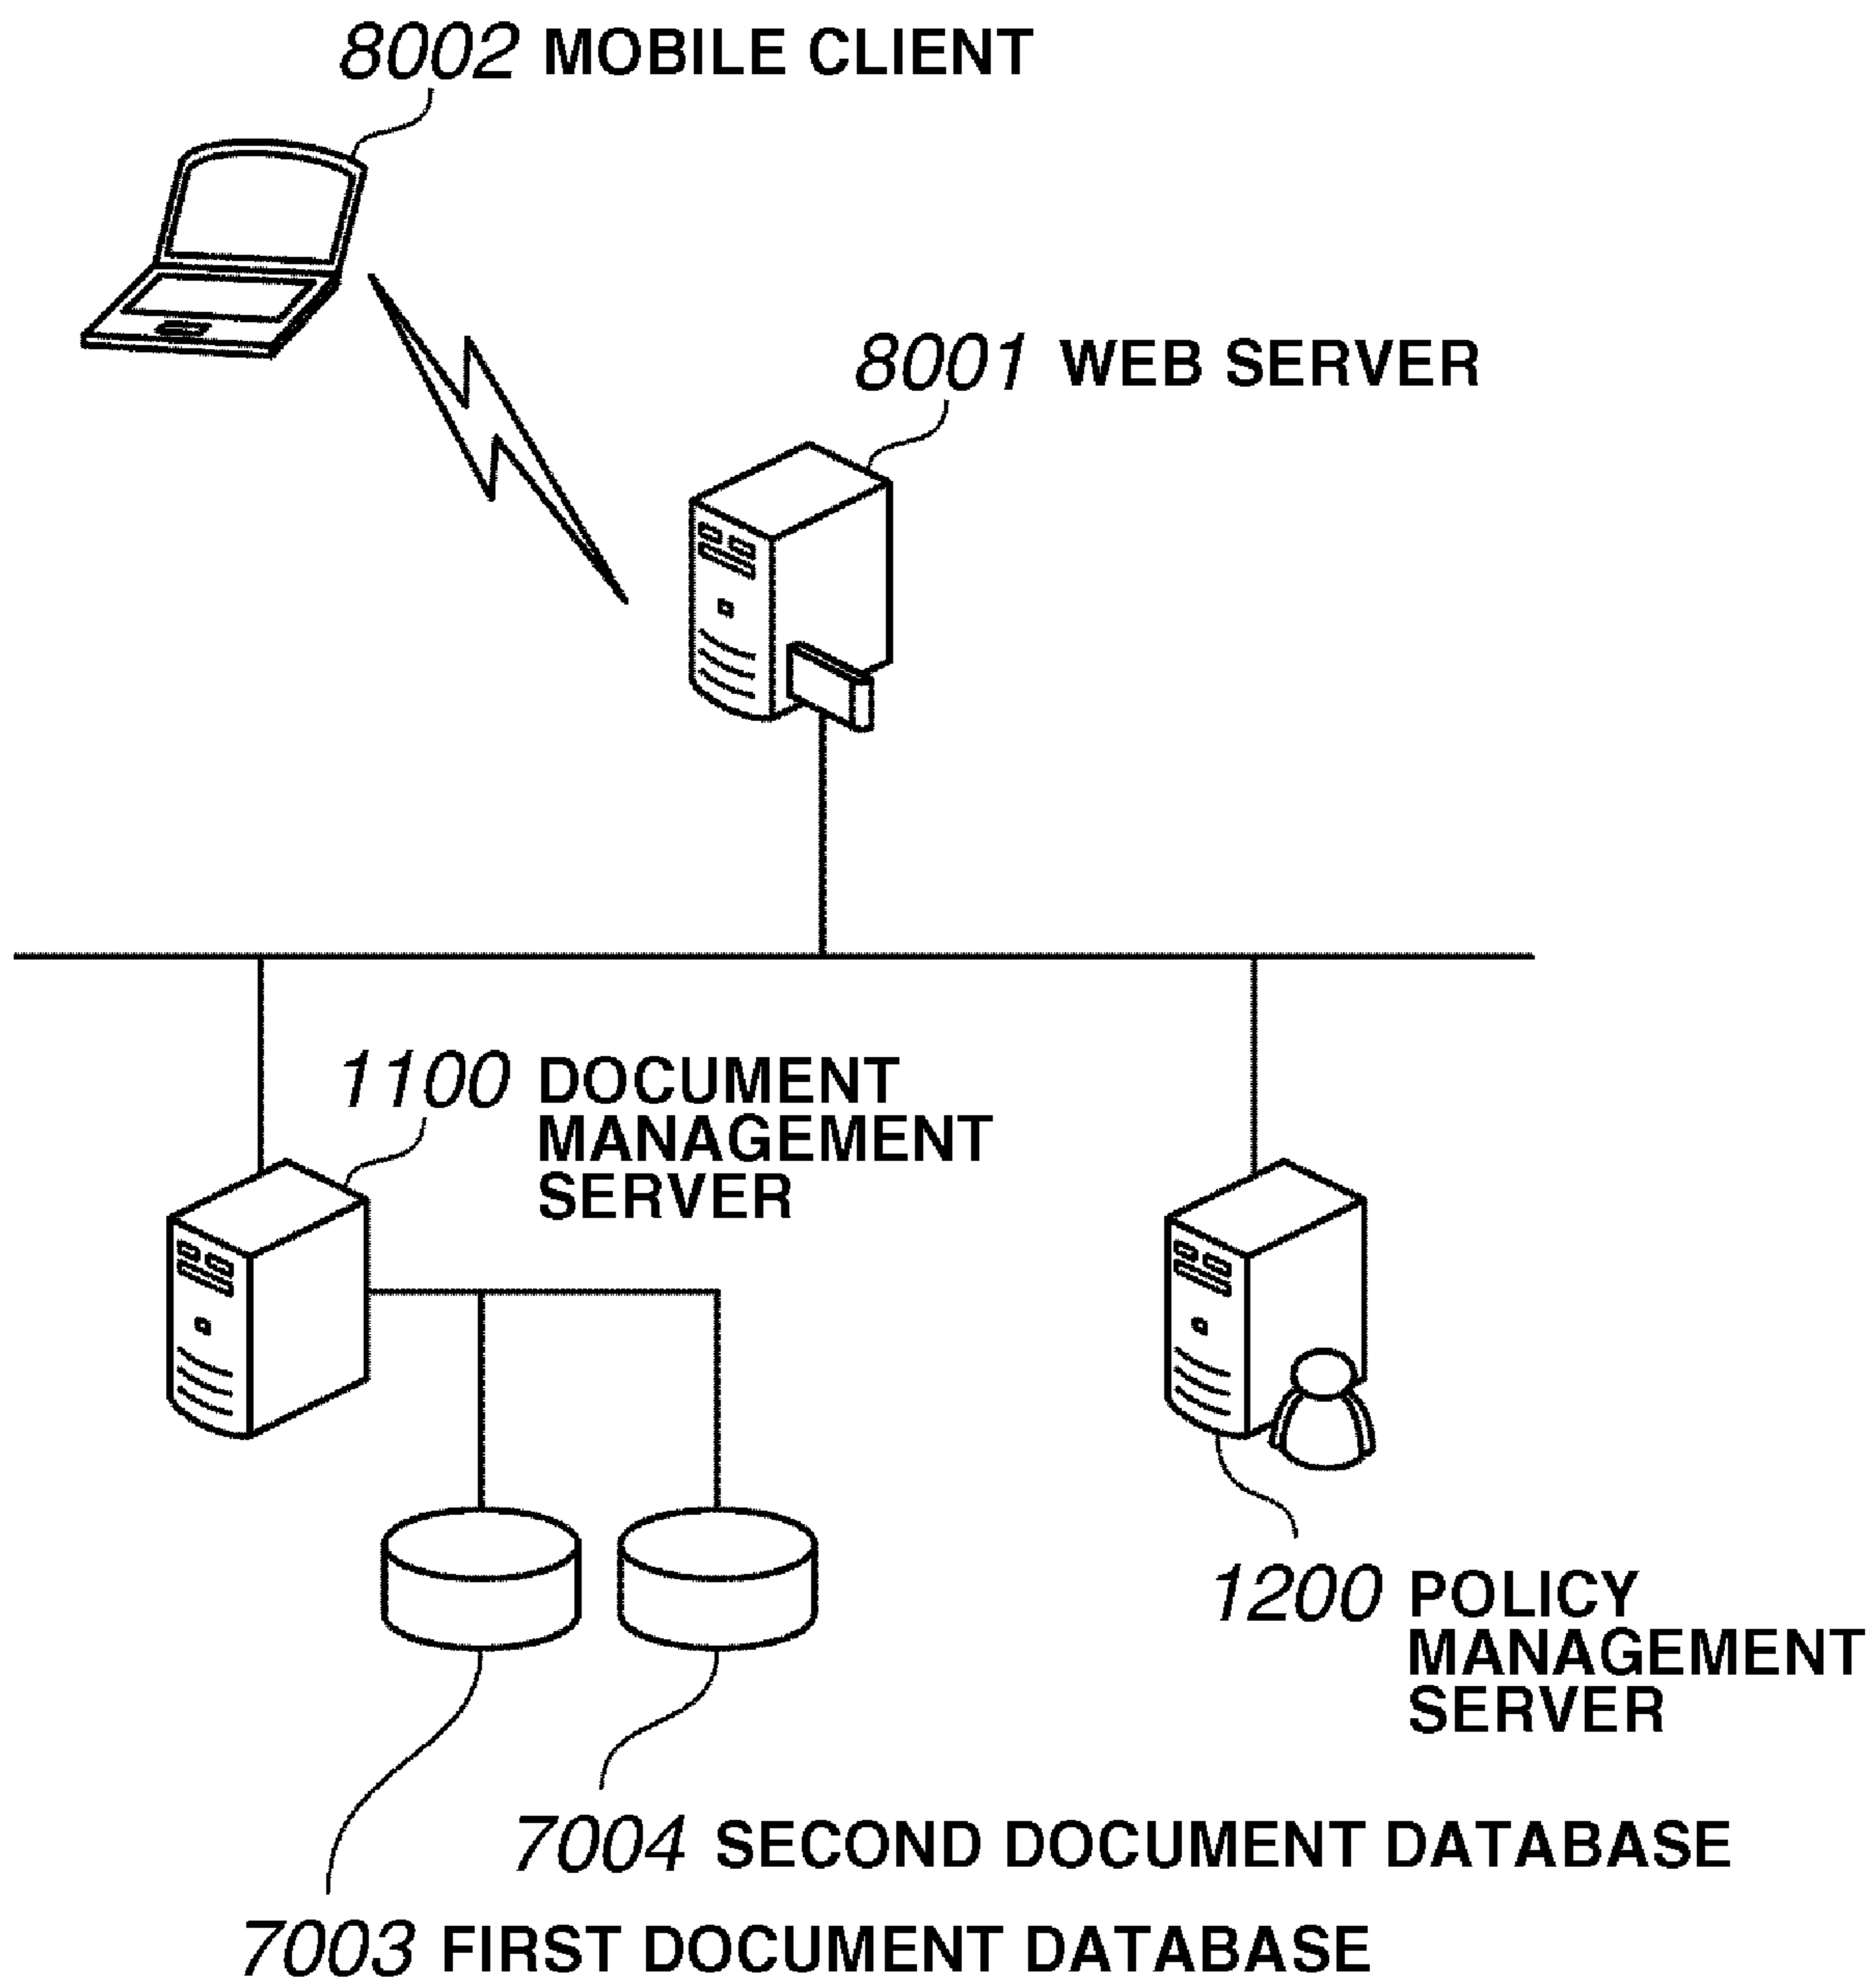 8002 MOBILE CLIENT
8001 WEB SERVER
1100 DOCUMENT
MANAGEMENT
SERVER
1200 POLICY
MANAGEMENT
SERVER
7004 SECOND DOCUMENT DATABASE
7003 FIRST DOCUMENT DATABASE